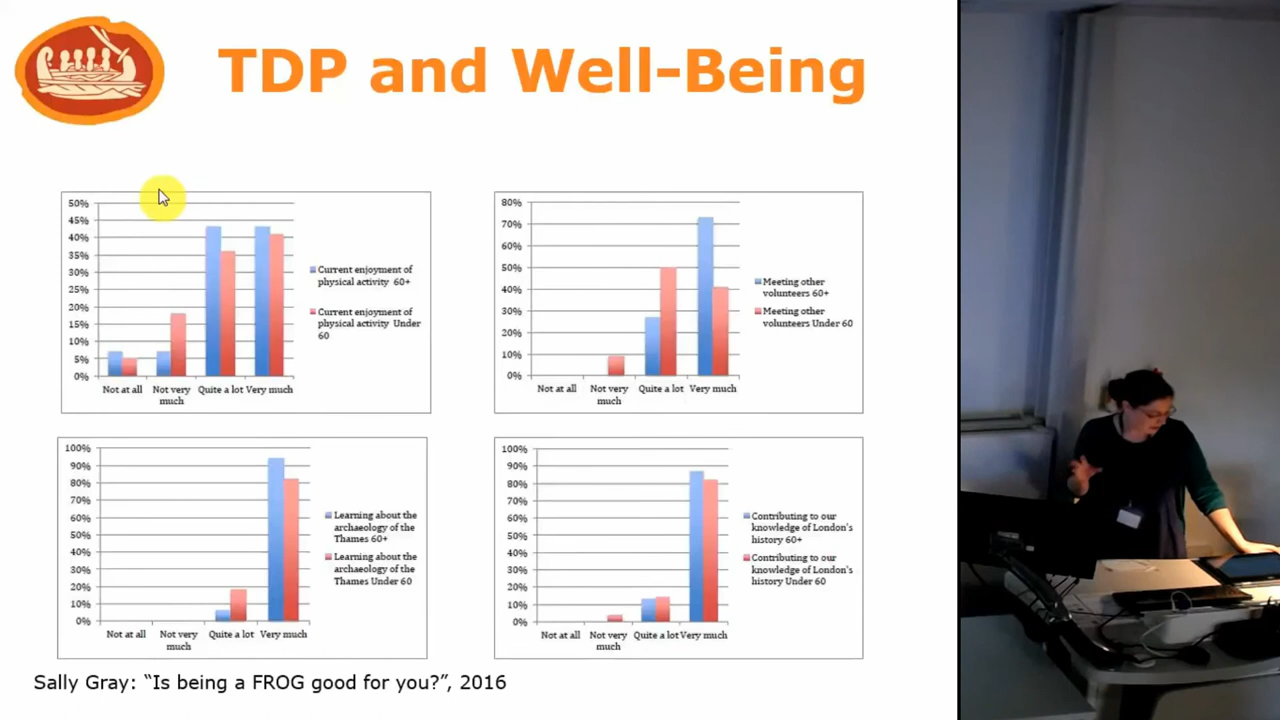 TDP and Well-Being
50%
45%
40%
35%
30%
25%
20%
15%
10%
5%
0%
Not at all
Not very
much
Quite a lot
Very much
Current enjoyment of
physical activity 60+
Current enjoyment of
physical activity Under
60
80%
70%
60%
50%
40%
30%
20%
10%
0%
Not at all
Not very
much
Quite a lot
Very much
Meeting other
volunteers 60+
Meeting other
volunteers Under 60
100%
90%
80%
70%
60%
50%
40%
30%
20%
10%
0%
Not at all
Not very
much
Quite a lot
Very much
Learning about the
archaeology of the
Thames 60+
Learning about the
archaeology of the
Thames Under 60
100%
90%
80%
70%
60%
50%
40%
30%
20%
10%
0%
Not at all
Not very
much
Quite a lot
Very much
Contributing to our
knowledge of London's
history 60+
Contributing to our
knowledge of London's
history Under 60
Sally Gray: “Is being a FROG good for you?”, 2016